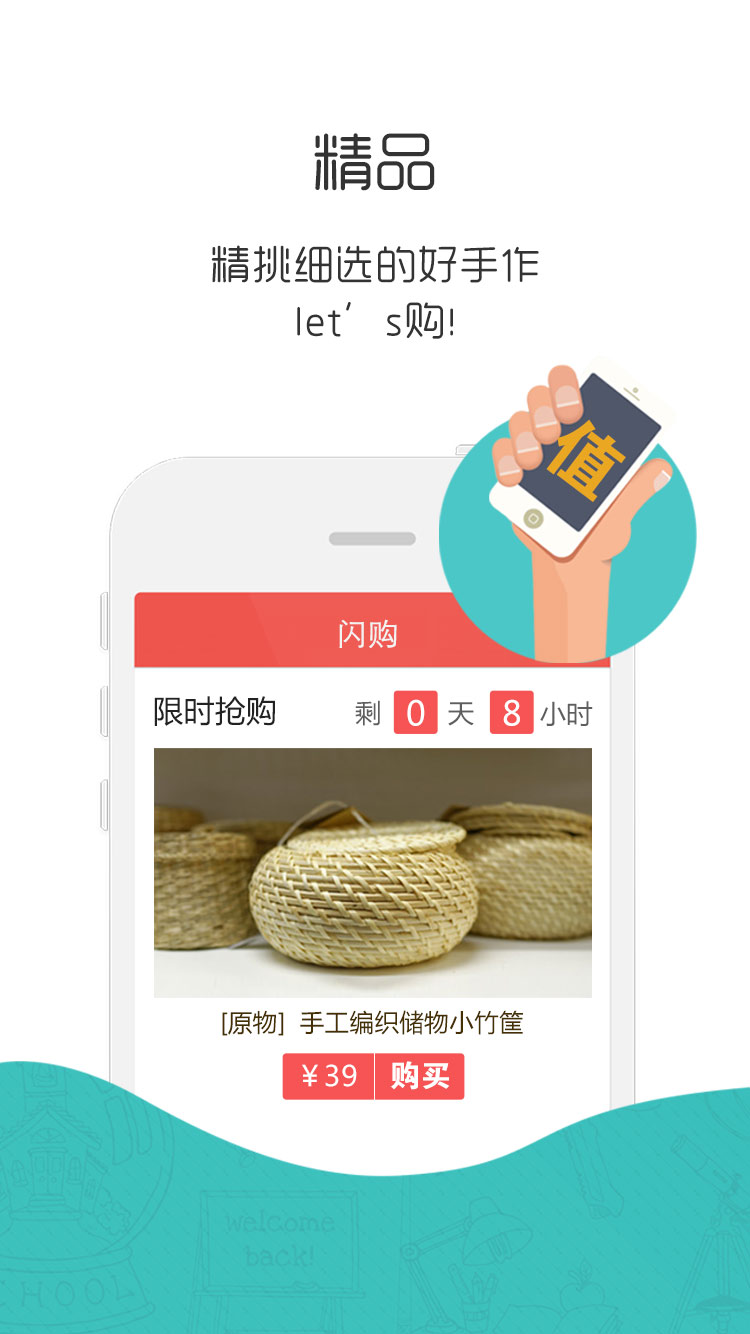 精品
精挑细选的好手作
let's购!
值
闪购
限时抢购 剩 0 天 8 小时
[原物] 手工编织储物小竹筐
¥39 购买
welcome
back!
SCHOOL